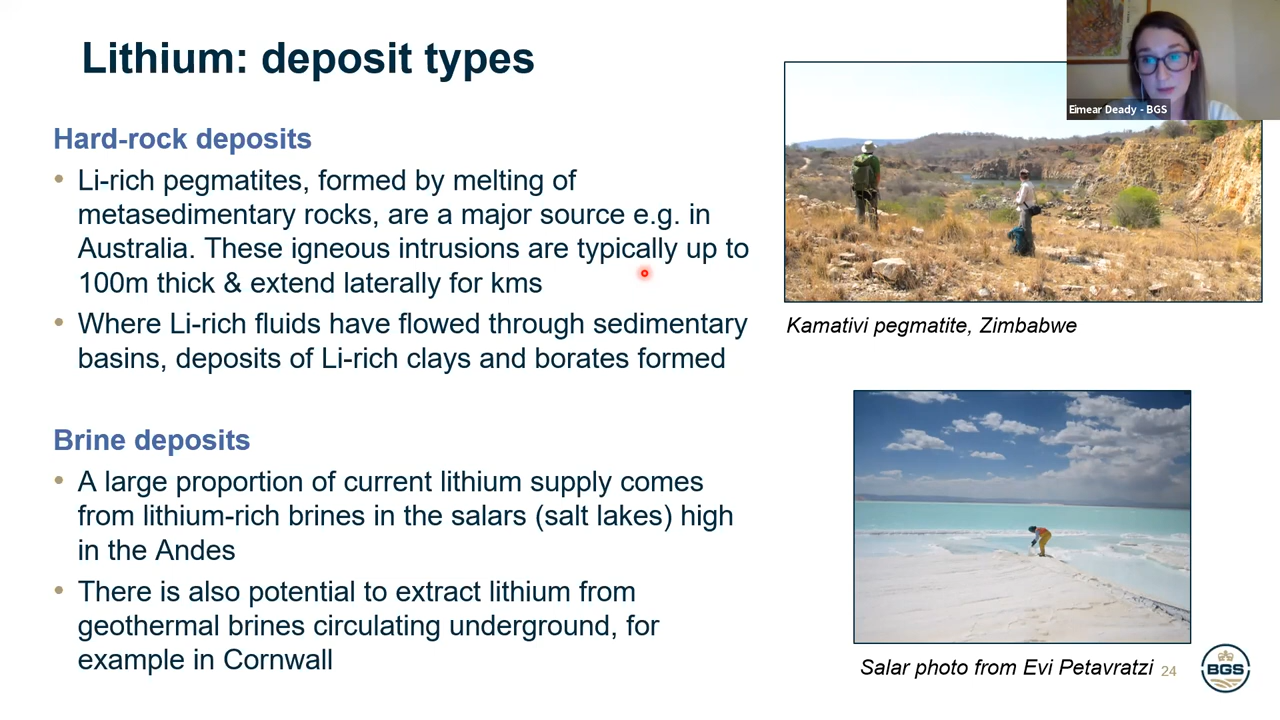 Lithium: deposit types
Eimear Deady - BGS
Hard-rock deposits
• Li-rich pegmatites, formed by melting of
metasedimentary rocks, are a major source e.g. in
Australia. These igneous intrusions are typically up to
100m thick & extend laterally for kms
• Where Li-rich fluids have flowed through sedimentary
basins, deposits of Li-rich clays and borates formed
Kamativi pegmatite, Zimbabwe
Brine deposits
• A large proportion of current lithium supply comes
from lithium-rich brines in the salars (salt lakes) high
in the Andes
• There is also potential to extract lithium from
geothermal brines circulating underground, for
example in Cornwall
Salar photo from Evi Petavratzi
24
BGS